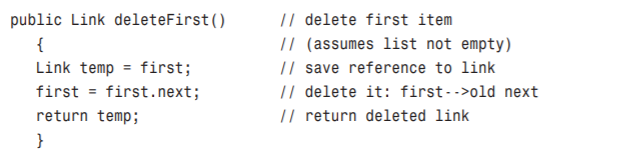 public Link deleteFirst()      // delete first item
   {                           // (assumes list not empty)
   Link temp = first;          // save reference to link
   first = first.next;         // delete it: first-->old next
   return temp;                // return deleted link
   }